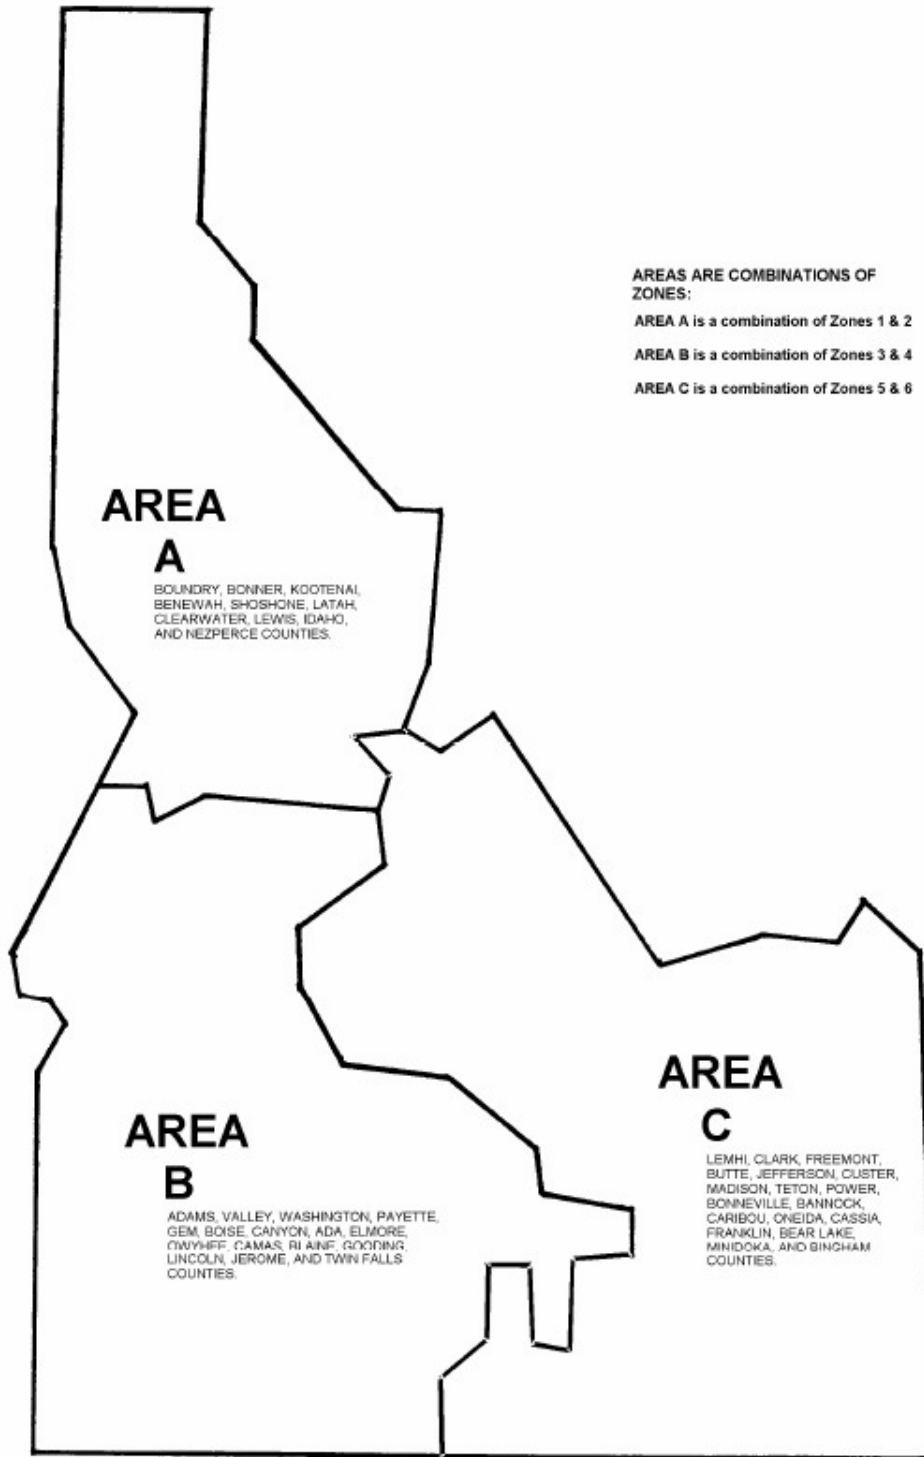 AREAS ARE COMBINATIONS OF
ZONES:
AREA A is a combination of Zones 1 & 2
AREA B is a combination of Zones 3 & 4
AREA C is a combination of Zones 5 & 6
AREA
A
BOUNDRY, BONNER, KOOTENAI,
BENEWAH, SHOSHONE, LATAH,
CLEARWATER, LEWIS, IDAHO,
AND NEZPERCE COUNTIES.
AREA
B
ADAMS, VALLEY, WASHINGTON, PAYETTE,
GEM, BOISE, CANYON, ADA, ELMORE,
OWYHEE, CAMAS, BLAINE, GOODING,
LINCOLN, JEROME, AND TWIN FALLS
COUNTIES.
AREA
C
LEMHI, CLARK, FREEMONT,
BUTTE, JEFFERSON, CUSTER,
MADISON, TETON, POWER,
BONNEVILLE, BANNOCK,
CARIBOU, ONEIDA, CASSIA,
FRANKLIN, BEAR LAKE,
MINIDOKA, AND BINGHAM
COUNTIES.